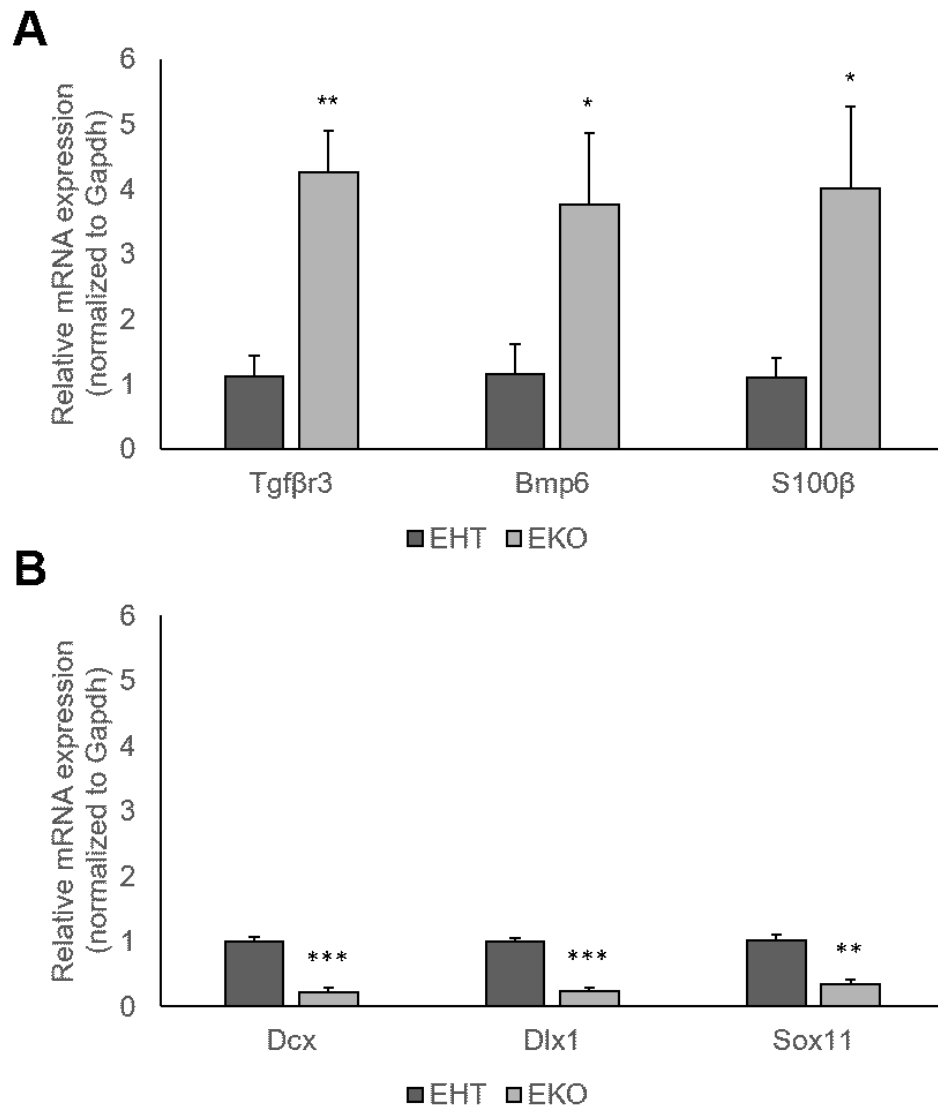 A
Relative mRNA expression
(normalized to Gapdh)
6
5
4
3
2
1
0
**
*
*
Tgfβr3 Bmp6 S100β
EHT EKO
B
Relative mRNA expression
(normalized to Gapdh)
6
5
4
3
2
1
0
*** *** **
Dcx Dlx1 Sox11
EHT EKO